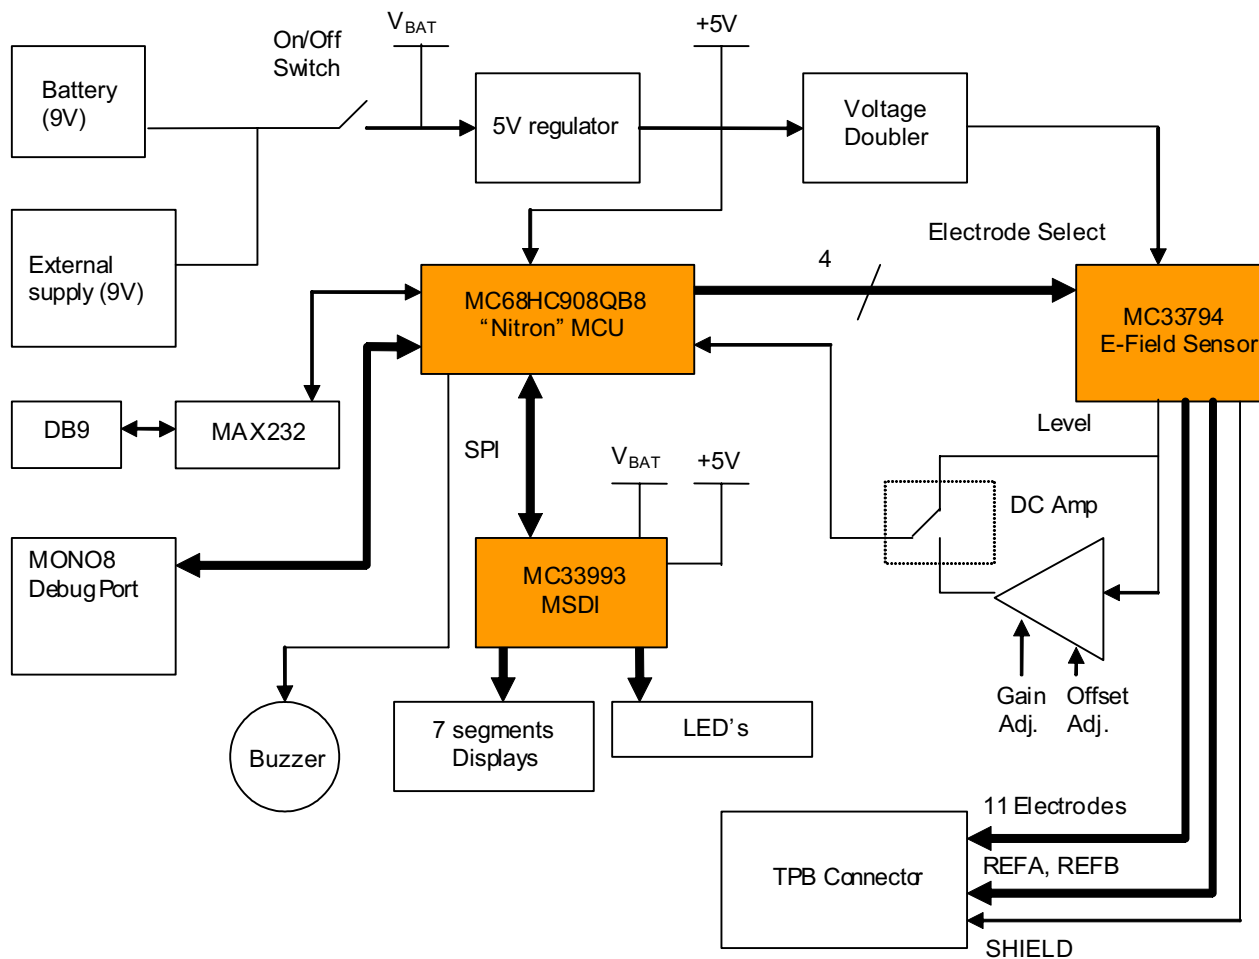 V_BAT
+5V
On/Off
Switch
Battery
(9V)
5V regulator
Voltage
Doubler
External
supply (9V)
Electrode Select
4
MC68HC908QB8
“Nitron” MCU
MC33794
E-Field Sensor
DB9
MAX232
Level
SPI
V_BAT
+5V
DC Amp
MONO8
Debug Port
MC33993
MSDI
Gain
Adj.
Offset
Adj.
Buzzer
7 segments
Displays
LED’s
11 Electrodes
TPB Connector
REFA, REFB
SHIELD